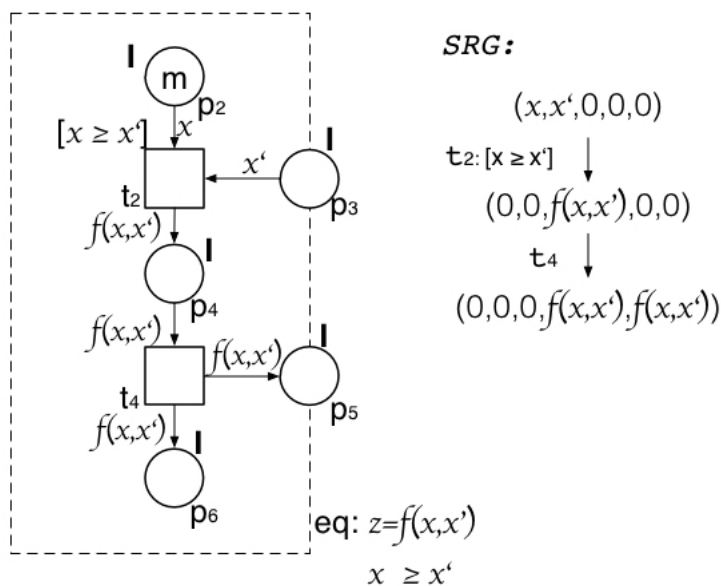 I
m
p2
[x ≥ x‘]
x
x‘
I
t2
p3
f(x,x‘)
I
p4
f(x,x‘)
f(x,x‘)
I
t4
p5
f(x,x‘)
I
p6
eq: z=f(x,x’)
x ≥ x‘
SRG:
(x,x‘,0,0,0)
t2: [x ≥ x‘]
(0,0,f(x,x’),0,0)
t4
(0,0,0,f(x,x‘),f(x,x‘))